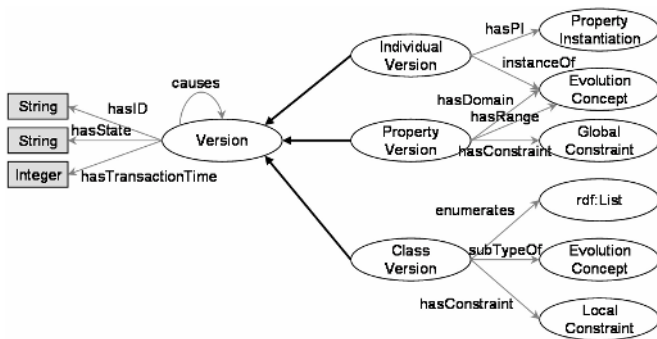 Property
Instantiation
hasPI
Individual
Version
instanceOf
causes
Evolution
Concept
String
hasID
hasDomain
hasRange
String
hasState
Version
Property
Version
hasConstraint
Global
Constraint
Integer
hasTransactionTime
enumerates
rdf:List
Class
Version
subTypeOf
Evolution
Concept
hasConstraint
Local
Constraint